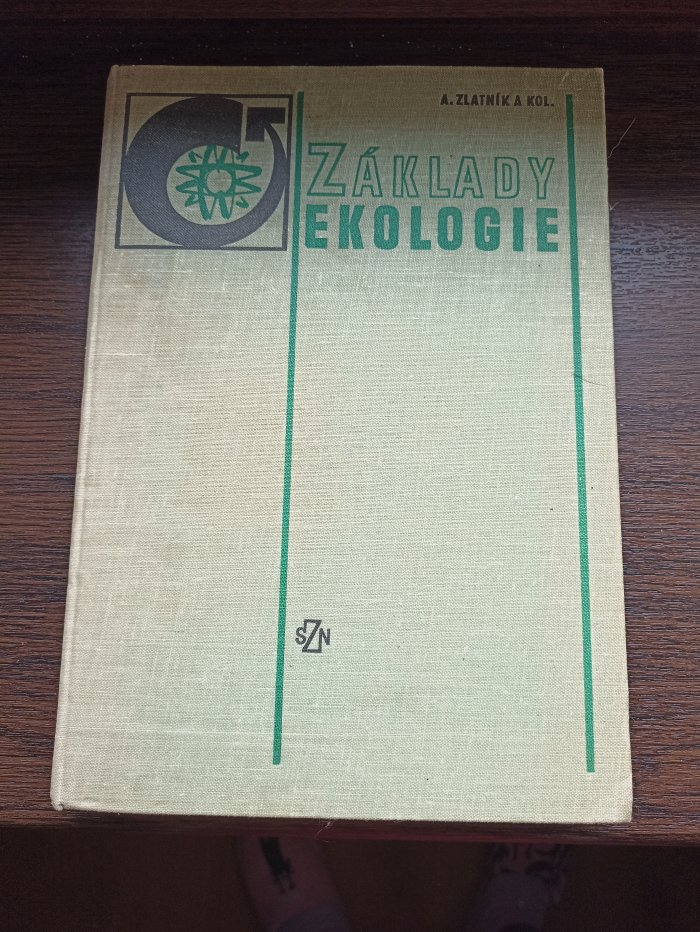 A. ZLATNÍK A KOL.
ZÁKLADY
EKOLOGIE
SZN